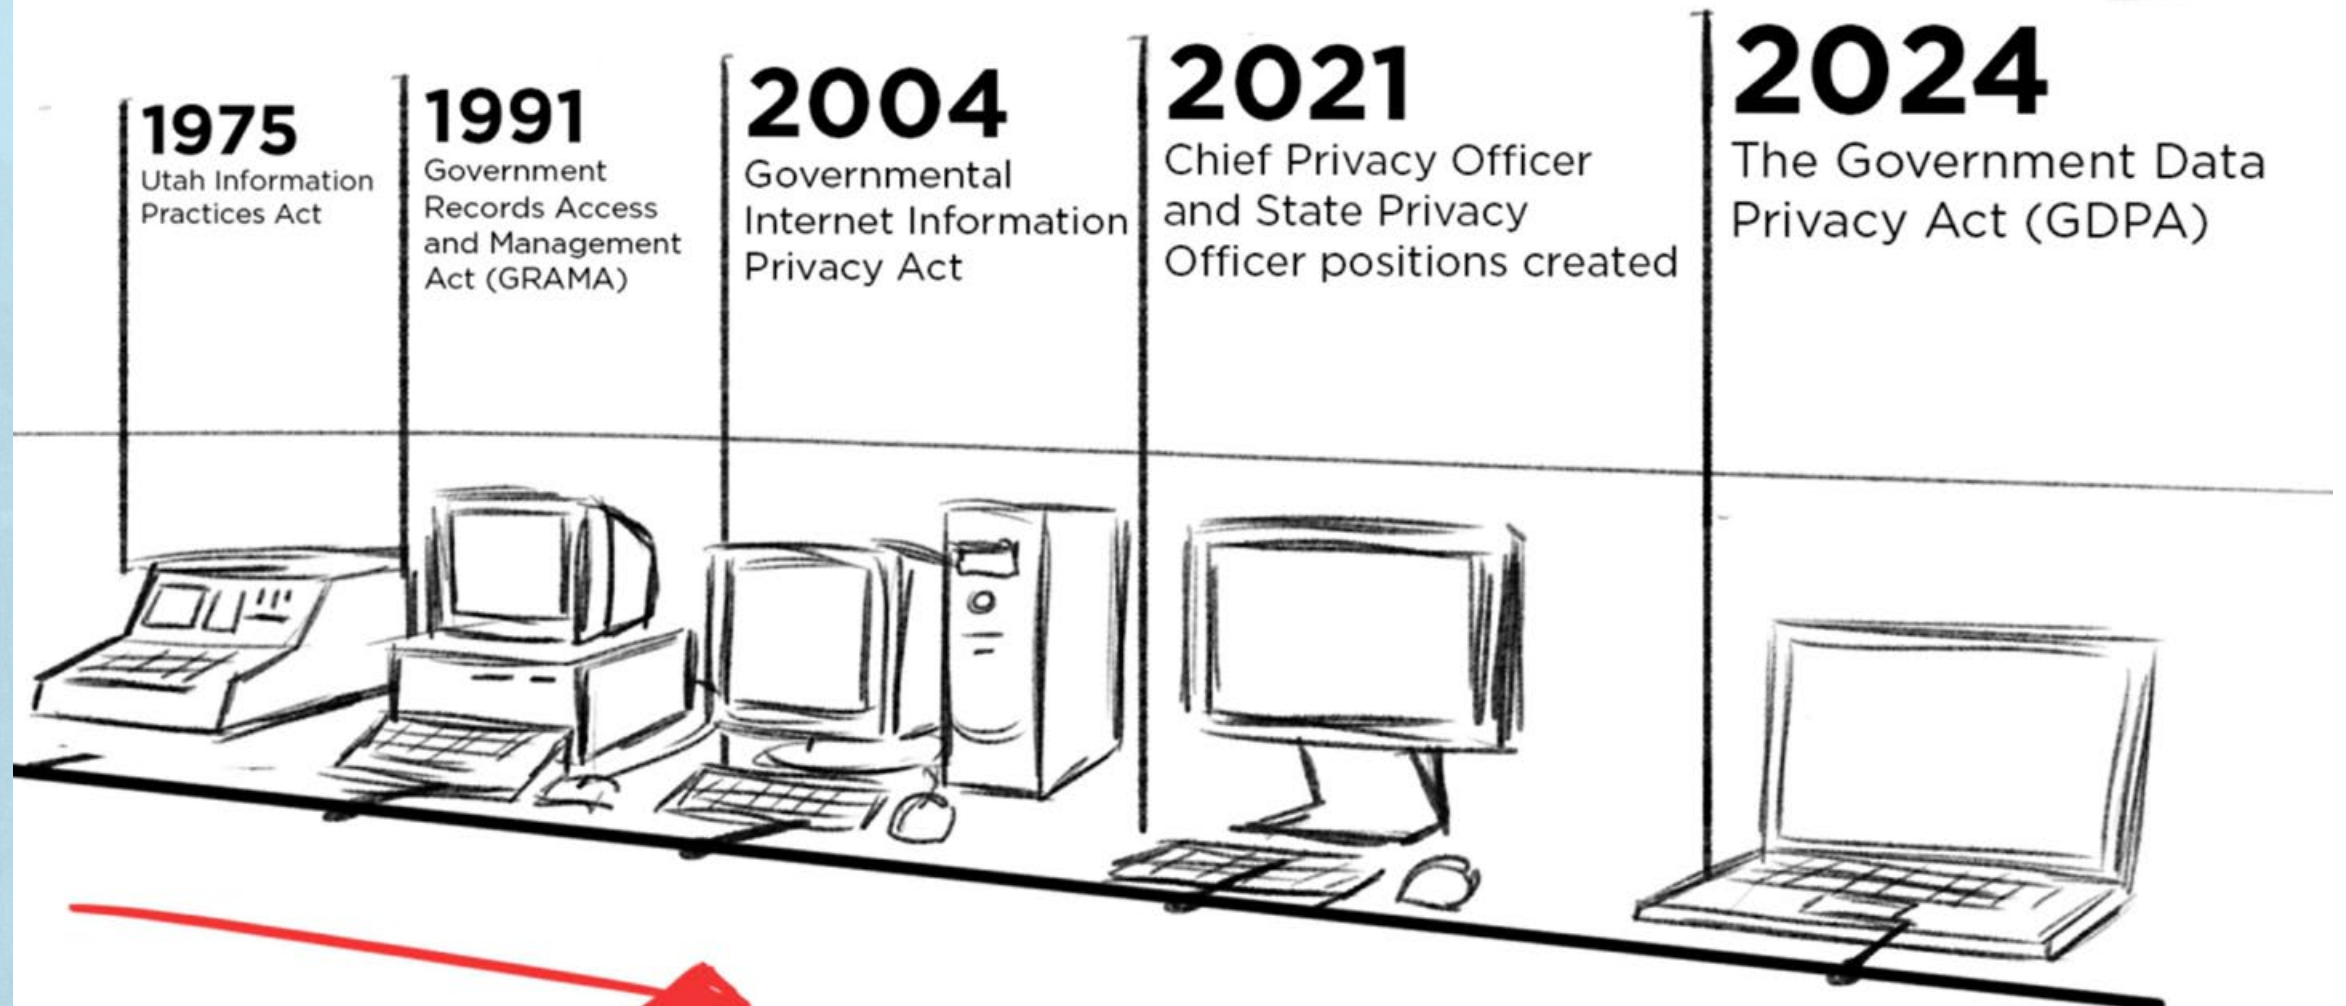 1975
Utah Information
Practices Act
1991
Government
Records Access
and Management
Act (GRAMA)
2004
Governmental
Internet Information
Privacy Act
2021
Chief Privacy Officer
and State Privacy
Officer positions created
2024
The Government Data
Privacy Act (GDPA)